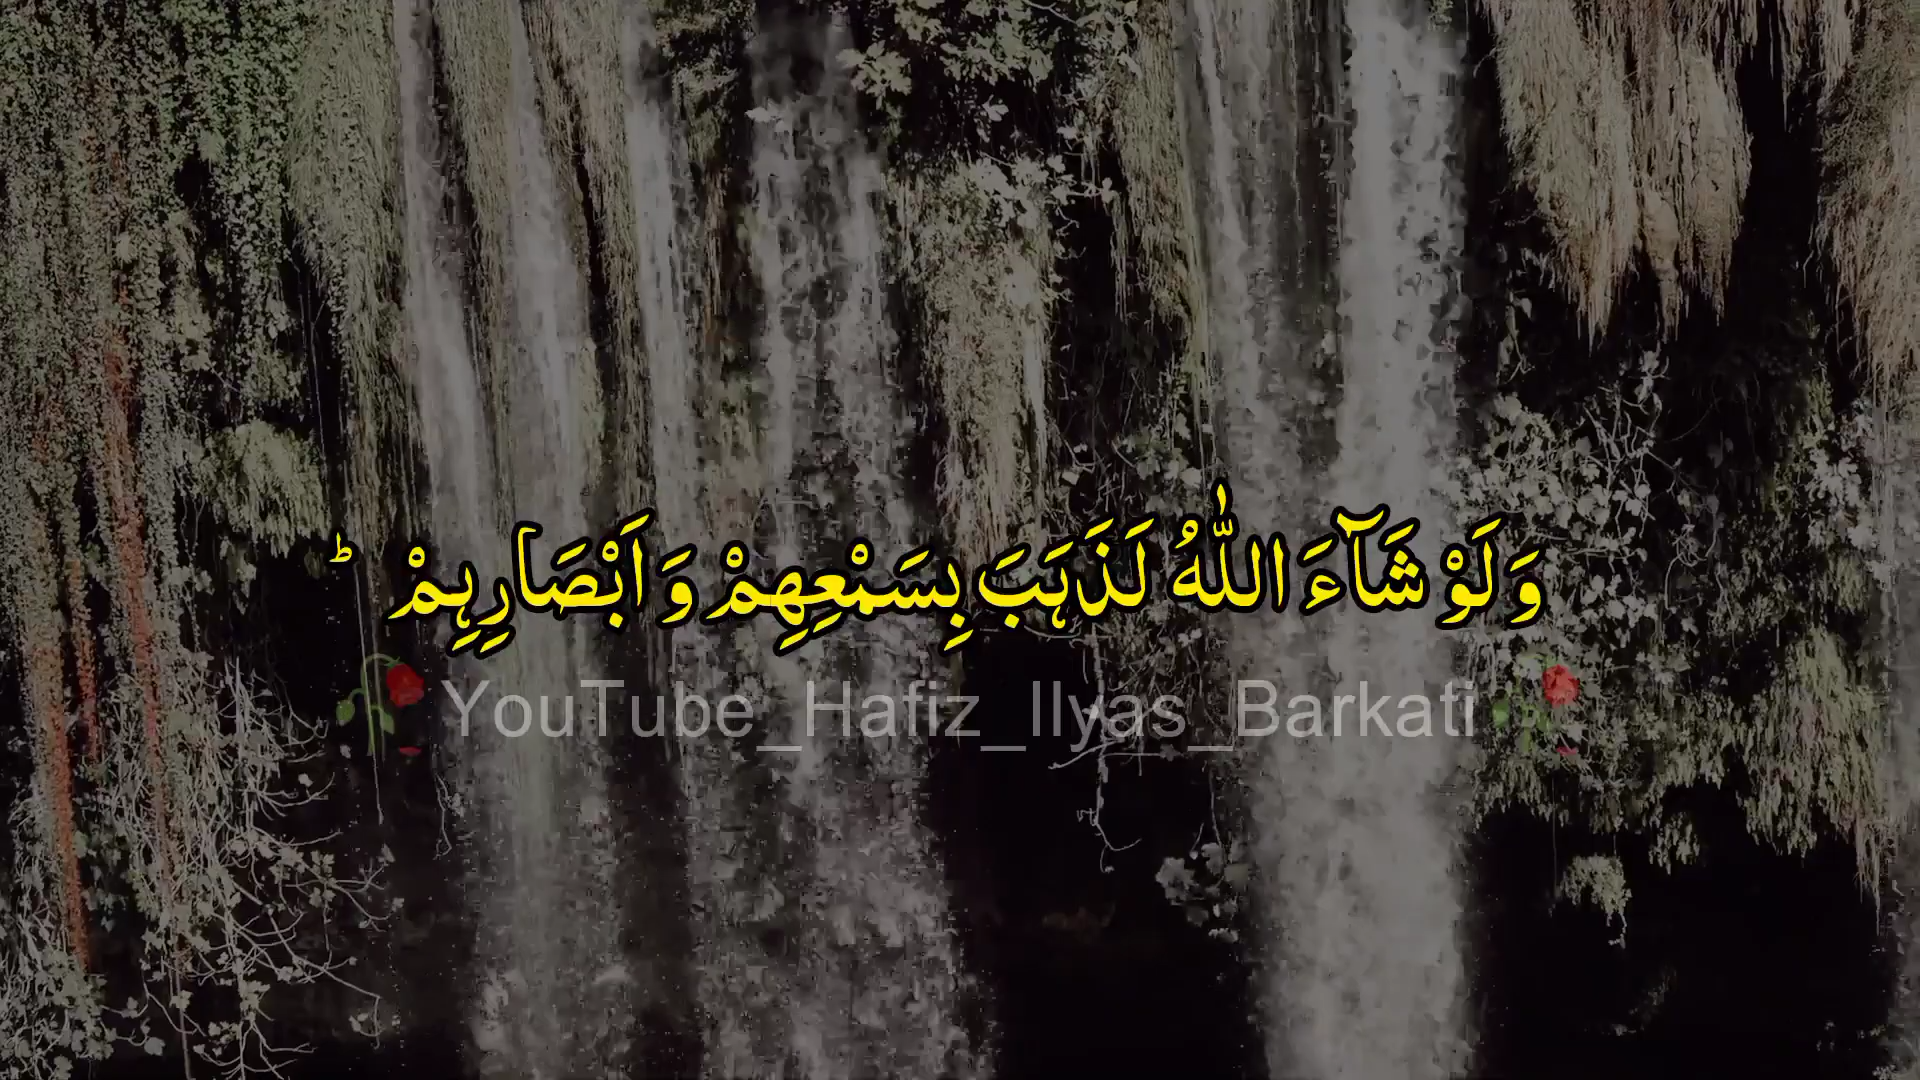 وَلَوْ شَآءَ اللّٰهُ لَذَهَبَ بِسَمْعِهِمْ وَاَبْصَارِہِمْ ؕ
🥀YouTube_Hafiz_Ilyas_Barkati🥀